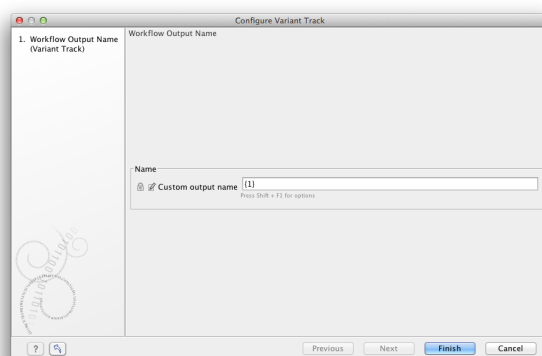 Configure Variant Track
1. Workflow Output Name
(Variant Track)
Workflow Output Name
Name
Custom output name
{1}
Press Shift + F1 for options
?
Previous
Next
Finish
Cancel